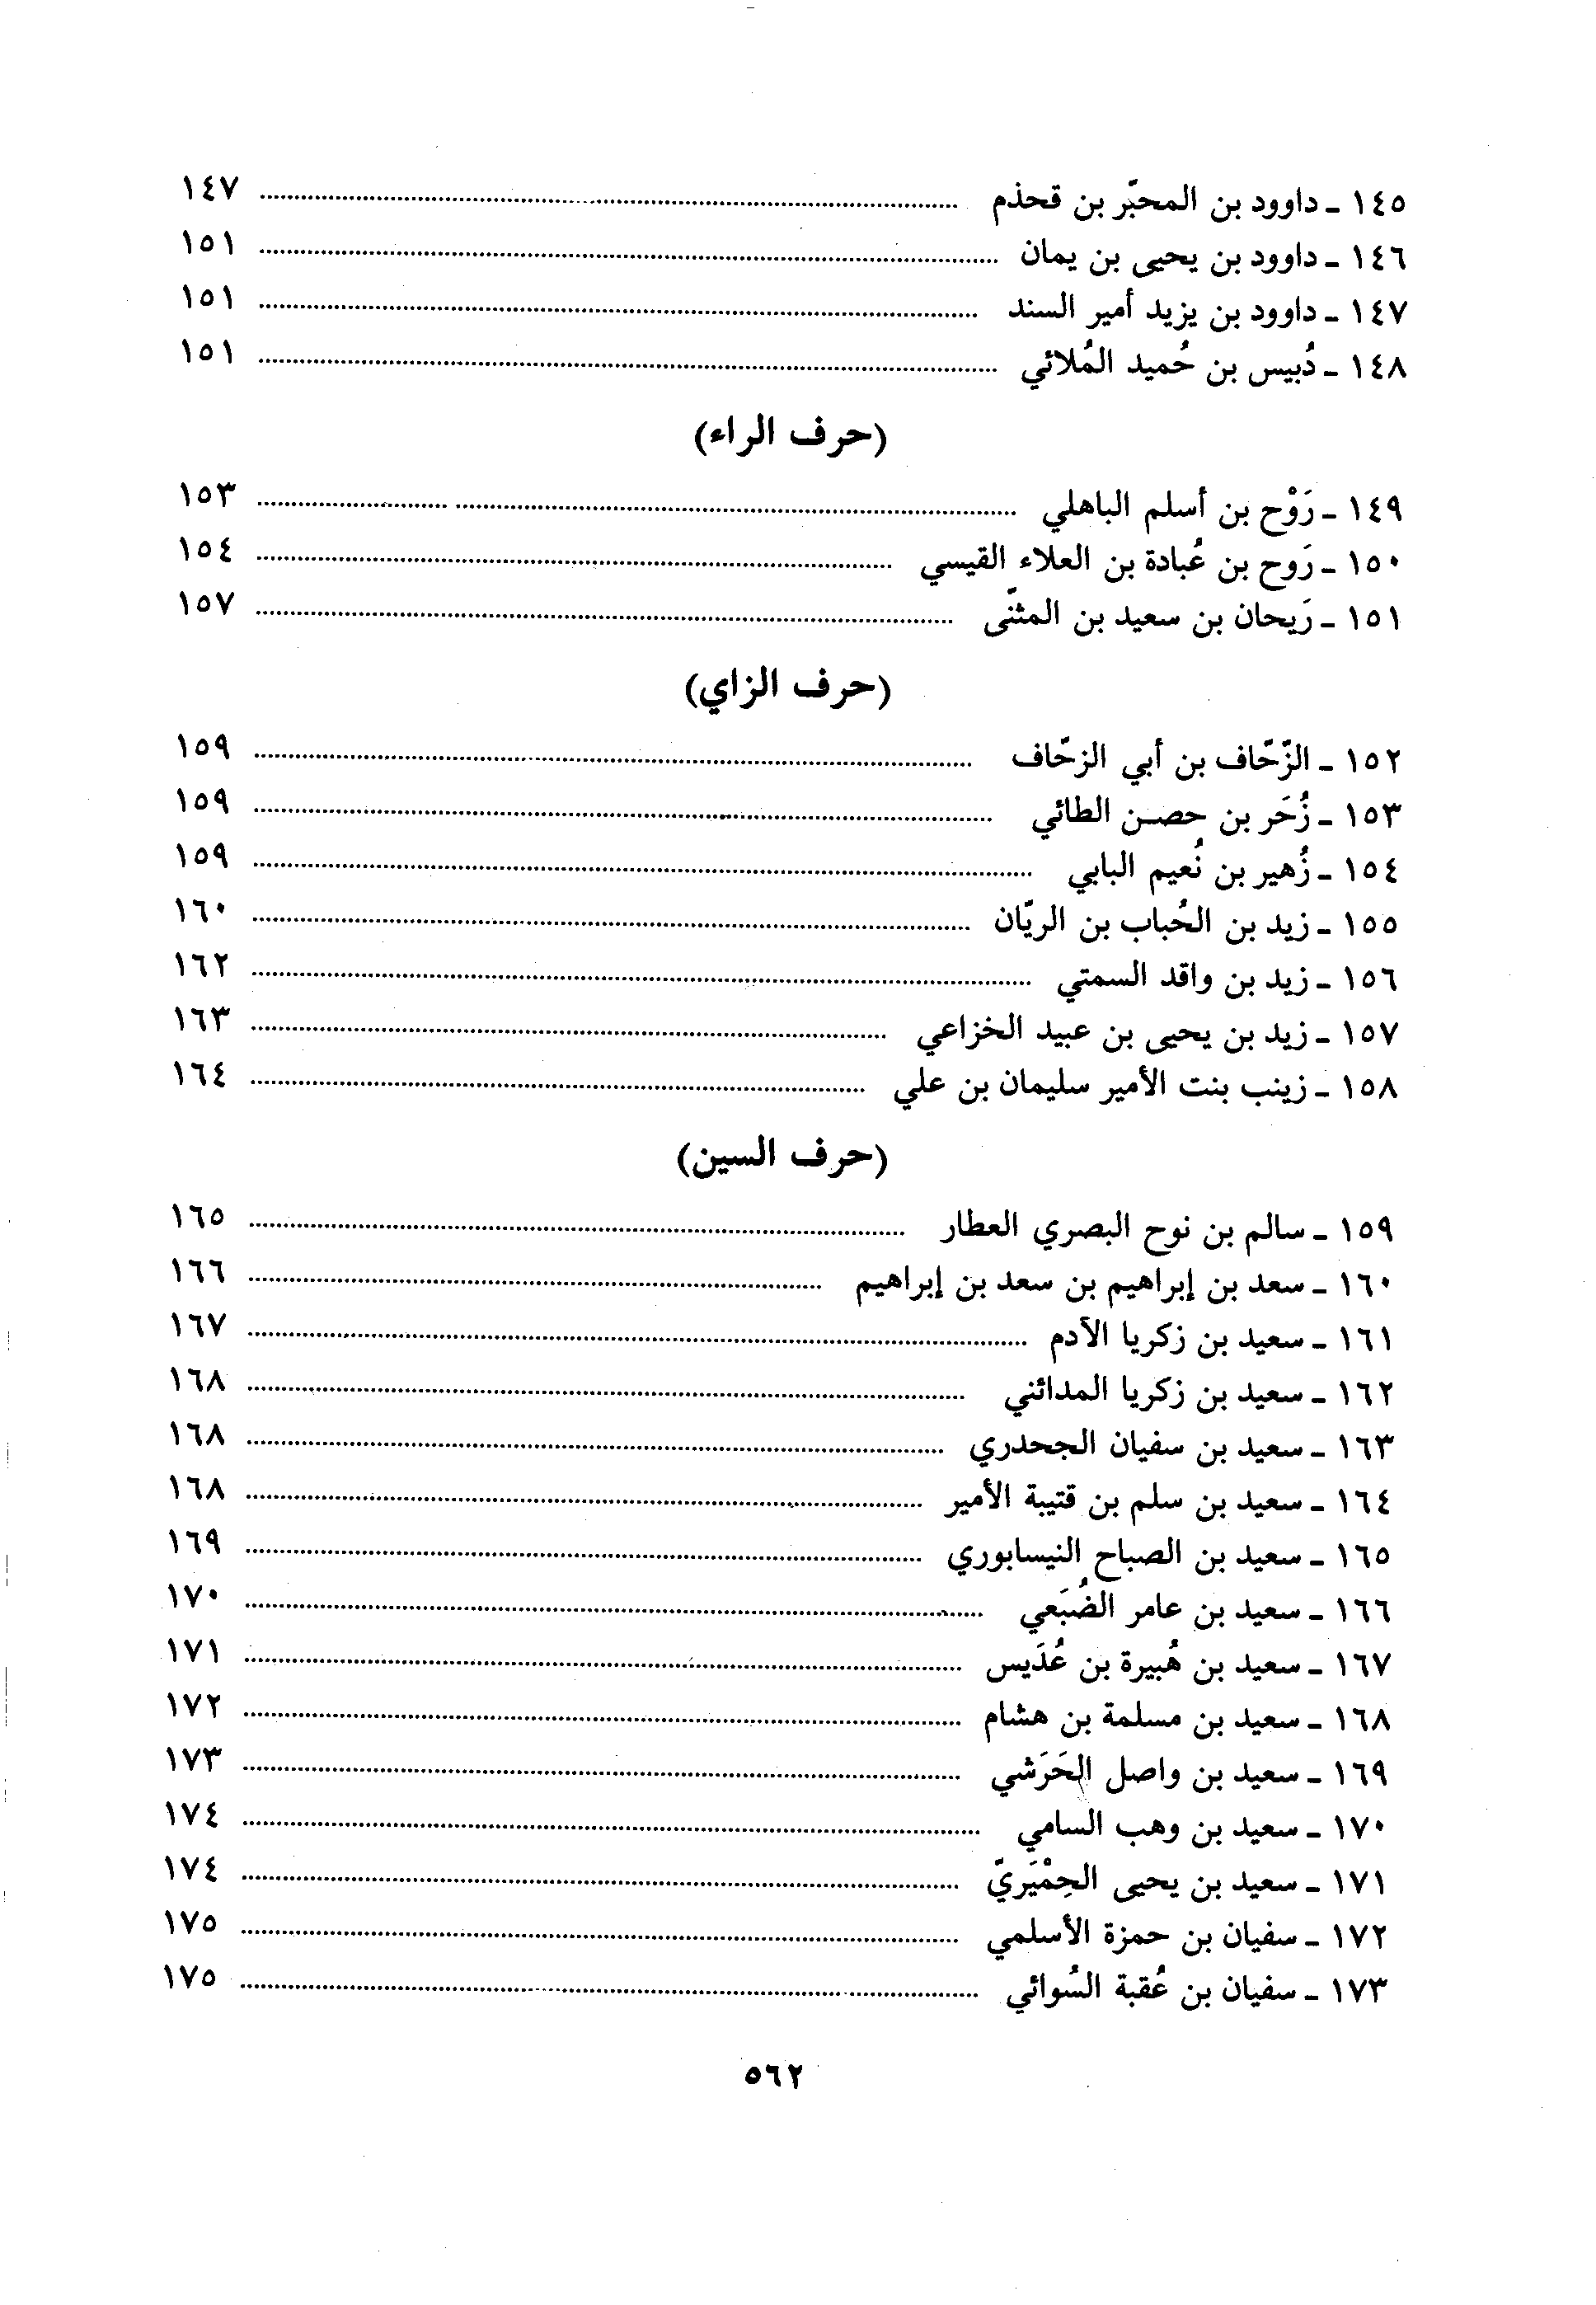 ١٤٥ ـ داوود بن المحبّر بن قحذم ........ ١٤٧
١٤٦ ـ داوود بن يحيى بن يمان ........ ١٥١
١٤٧ ـ داوود بن يزيد أمير السند ........ ١٥١
١٤٨ ـ دُبيس بن حُميد المُلائي ........ ١٥١
(حرف الراء)
١٤٩ ـ رَوْح بن أسلم الباهلي ........ ١٥٣
١٥٠ ـ رَوح بن عُبادة بن العلاء القيسي ........ ١٥٤
١٥١ ـ رَيحان بن سعيد بن المثنّى ........ ١٥٧
(حرف الزاي)
١٥٢ ـ الزّحّاف بن أبي الزحّاف ........ ١٥٩
١٥٣ ـ زُحَر بن حصن الطائي ........ ١٥٩
١٥٤ ـ زُهير بن نُعيم البابي ........ ١٥٩
١٥٥ ـ زيد بن الحُباب بن الريّان ........ ١٦٠
١٥٦ ـ زيد بن واقد السمتي ........ ١٦٢
١٥٧ ـ زيد بن يحيى بن عبيد الخزاعي ........ ١٦٣
١٥٨ ـ زينب بنت الأمير سليمان بن علي ........ ١٦٤
(حرف السين)
١٥٩ ـ سالم بن نوح البصري العطار ........ ١٦٥
١٦٠ ـ سعد بن إبراهيم بن سعد بن إبراهيم ........ ١٦٦
١٦١ ـ سعيد بن زكريا الآدم ........ ١٦٧
١٦٢ ـ سعيد بن زكريا المدائني ........ ١٦٨
١٦٣ ـ سعيد بن سفيان الجحدري ........ ١٦٨
١٦٤ ـ سعيد بن سلم بن قتيبة الأمير ........ ١٦٨
١٦٥ ـ سعيد بن الصباح النيسابوري ........ ١٦٩
١٦٦ ـ سعيد بن عامر الضُبَعي ........ ١٧٠
١٦٧ ـ سعيد بن هُبيرة بن عُدَيس ........ ١٧١
١٦٨ ـ سعيد بن مسلمة بن هشام ........ ١٧٢
١٦٩ ـ سعيد بن واصل الحَرَشي ........ ١٧٣
١٧٠ ـ سعيد بن وهب السامي ........ ١٧٤
١٧١ ـ سعيد بن يحيى الحِمْيَريّ ........ ١٧٤
١٧٢ ـ سفيان بن حمزة الأسلمي ........ ١٧٥
١٧٣ ـ سفيان بن عُقبة السُوائي ........ ١٧٥
٥٦٢